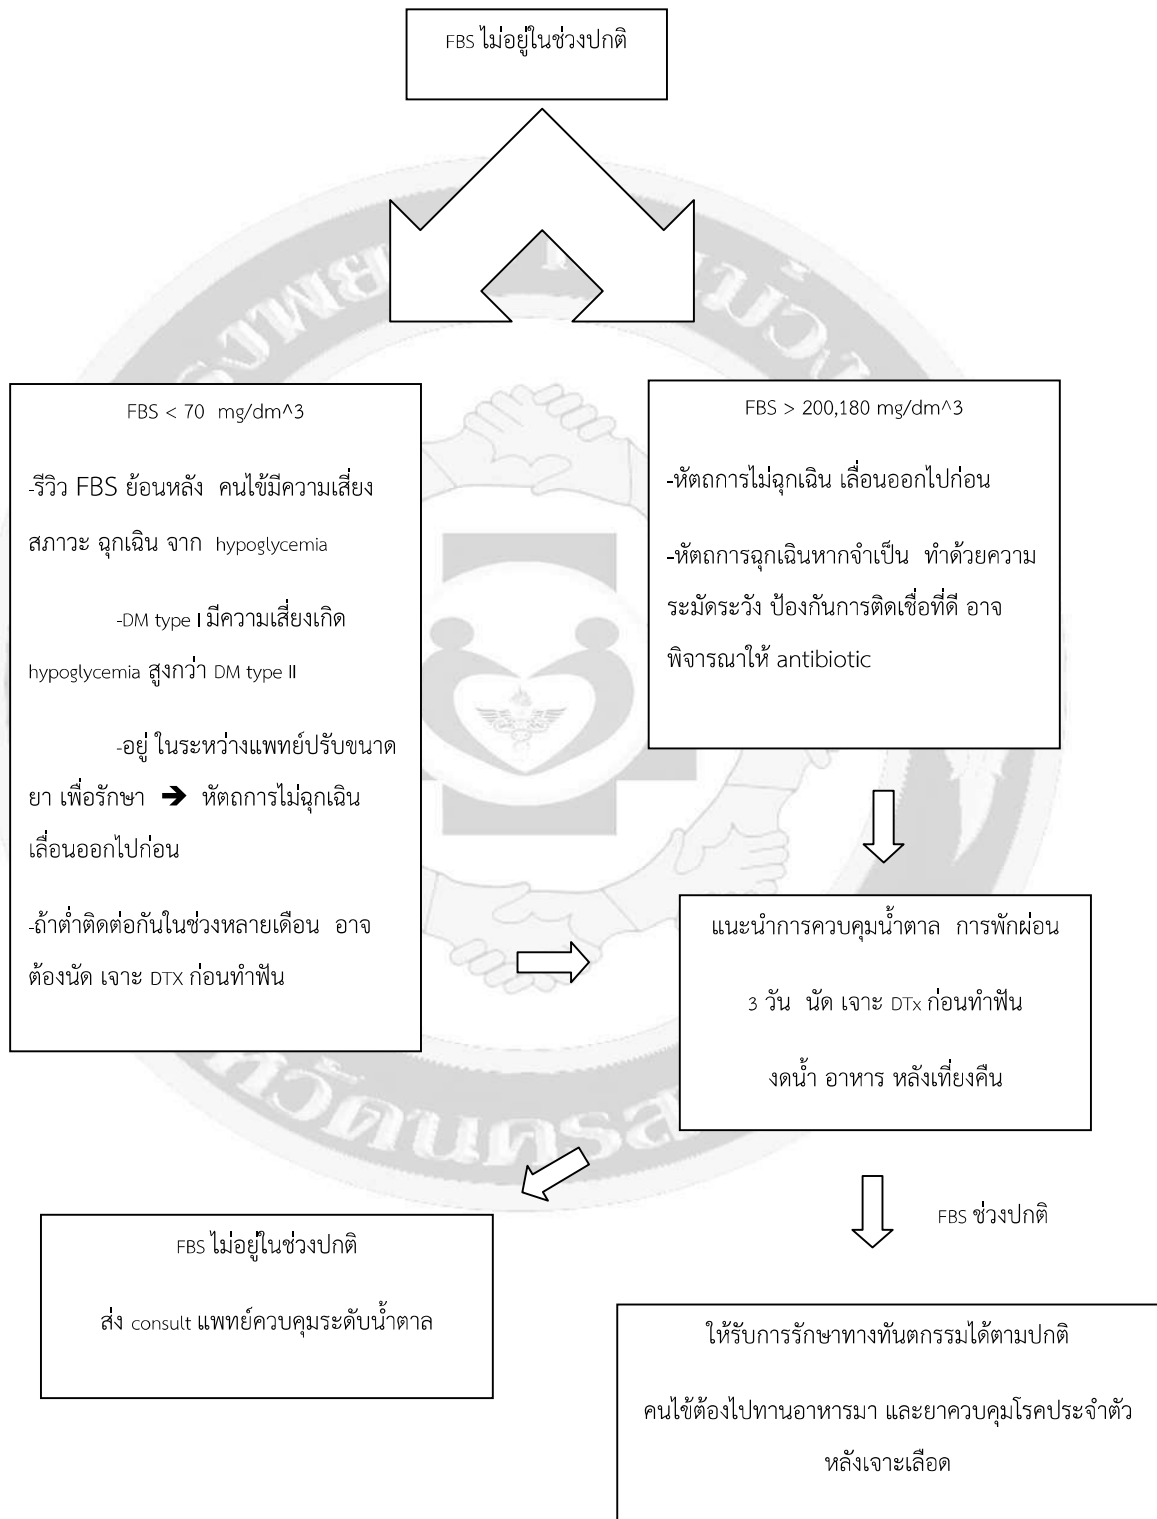 FBS ไม่อยู่ในช่วงปกติ
FBS < 70 mg/dm^3
-รีวิว FBS ย้อนหลัง คนไข้มีความเสี่ยง
สภาวะ ฉุกเฉิน จาก hypoglycemia
-DM type I มีความเสี่ยงเกิด
hypoglycemia สูงกว่า DM type II
-อยู่ ในระหว่างแพทย์ปรับขนาด
ยา เพื่อรักษา → หัตถการไม่ฉุกเฉิน
เลื่อนออกไปก่อน
-ถ้าต่ำติดต่อกันในช่วงหลายเดือน อาจ
ต้องนัด เจาะ DTX ก่อนทำฟัน
FBS > 200,180 mg/dm^3
-หัตถการไม่ฉุกเฉิน เลื่อนออกไปก่อน
-หัตถการฉุกเฉินหากจำเป็น ทำด้วยความ
ระมัดระวัง ป้องกันการติดเชื่อที่ดี อาจ
พิจารณาให้ antibiotic
แนะนำการควบคุมน้ำตาล การพักผ่อน
3 วัน นัด เจาะ DTx ก่อนทำฟัน
งดน้ำ อาหาร หลังเที่ยงคืน
FBS ไม่อยู่ในช่วงปกติ
ส่ง consult แพทย์ควบคุมระดับน้ำตาล
FBS ช่วงปกติ
ให้รับการรักษาทางทันตกรรมได้ตามปกติ
คนไข้ต้องไปทานอาหารมา และยาควบคุมโรคประจำตัว
หลังเจาะเลือด